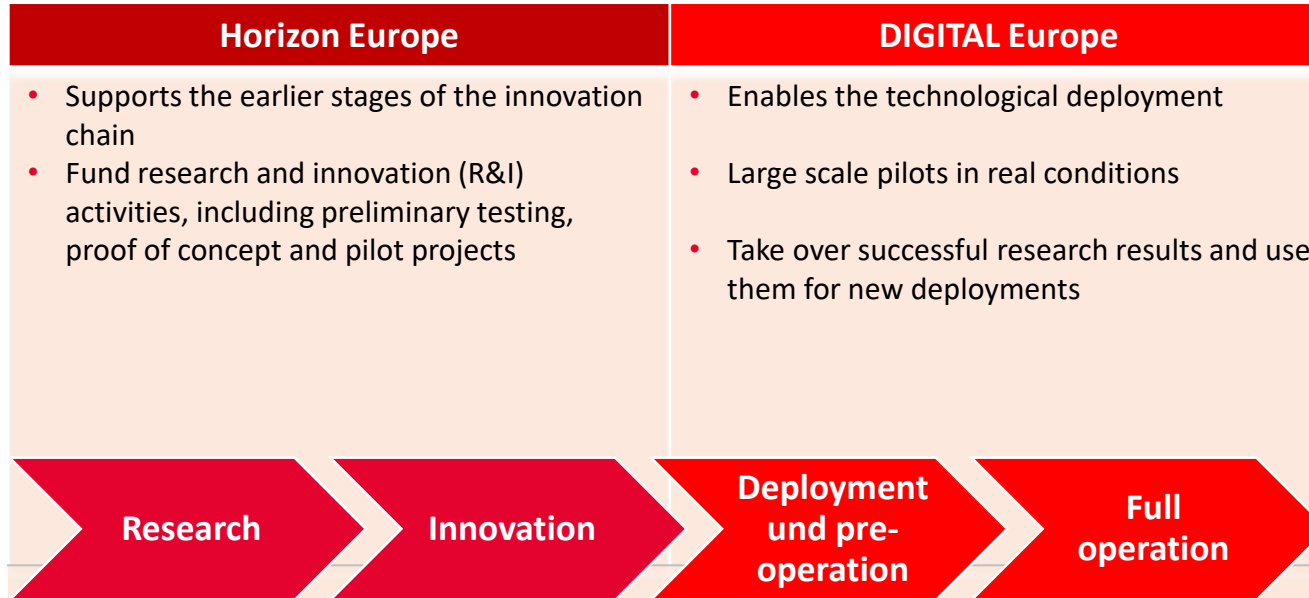 Horizon Europe
DIGITAL Europe
• Supports the earlier stages of the innovation
chain
• Fund research and innovation (R&I)
activities, including preliminary testing,
proof of concept and pilot projects
• Enables the technological deployment
• Large scale pilots in real conditions
• Take over successful research results and use
them for new deployments
Research
Innovation
Deployment
und pre-
operation
Full
operation